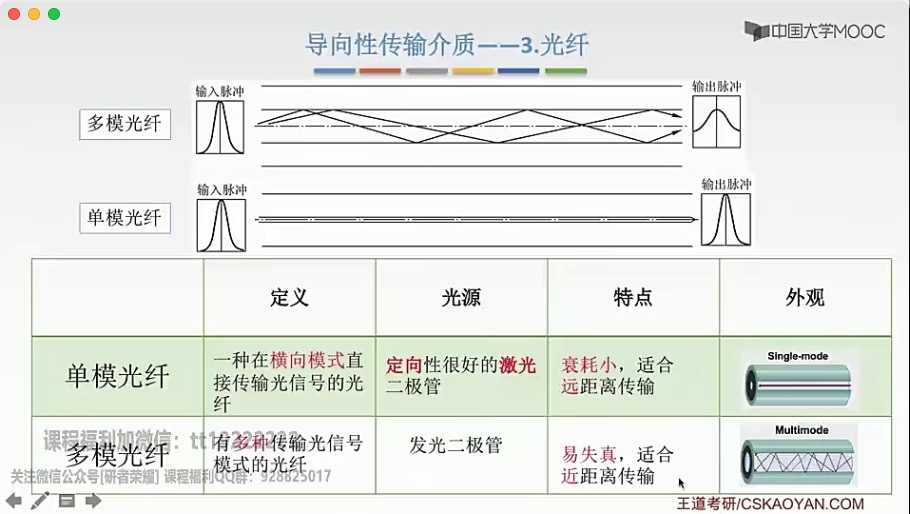 中国大学MOOC
导向性传输介质——3.光纤
输入脉冲
输出脉冲
多模光纤
输入脉冲
输出脉冲
单模光纤
定义
光源
特点
外观
单模光纤
一种在横向模式直
接传输光信号的光
纤
定向性很好的激光
二极管
衰耗小，适合
远距离传输
Single-mode
多模光纤
有多种传输光信号
模式的光纤
发光二极管
易失真，适合
近距离传输
Multimode
课程福利加微信：
关注微信公众号[研者荣耀] 课程福利QQ群：928825017
王道考研/CSKAOYAN.COM